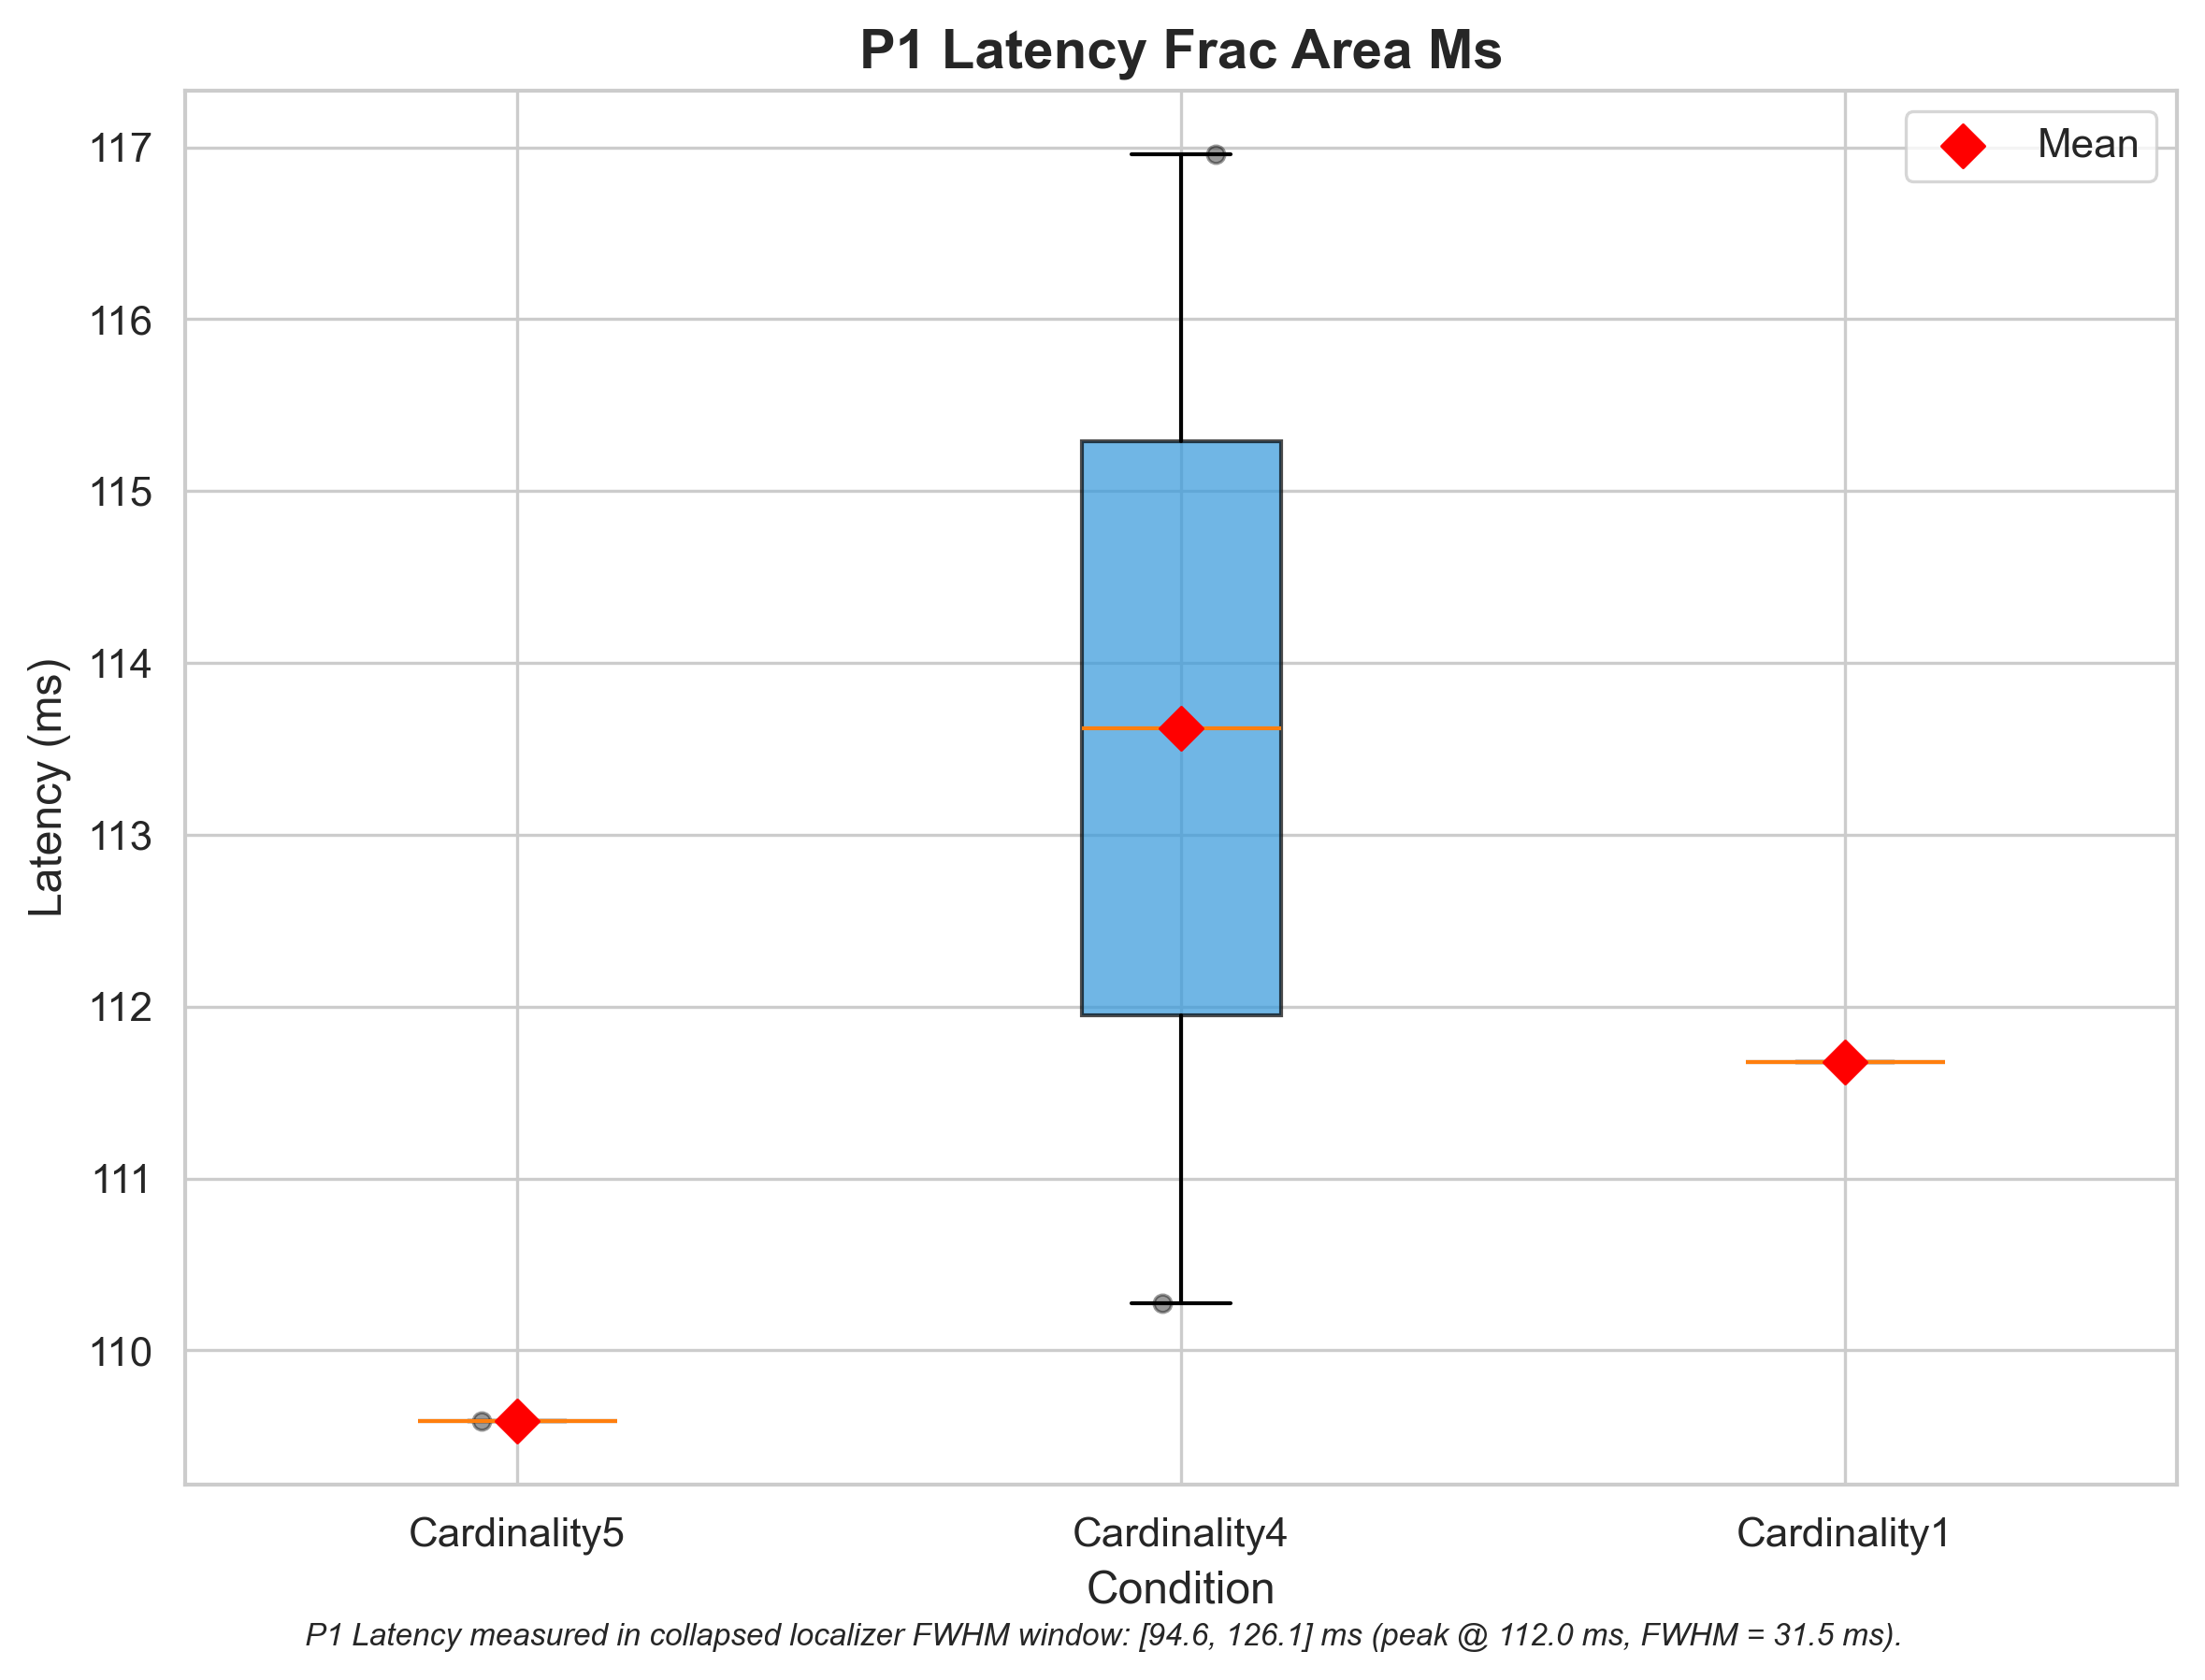 P1 Latency Frac Area Ms
Mean
117
116
115
114
113
112
111
110
Latency (ms)
Cardinality5
Cardinality4
Cardinality1
Condition
P1 Latency measured in collapsed localizer FWHM window: [94.6, 126.1] ms (peak @ 112.0 ms, FWHM = 31.5 ms).